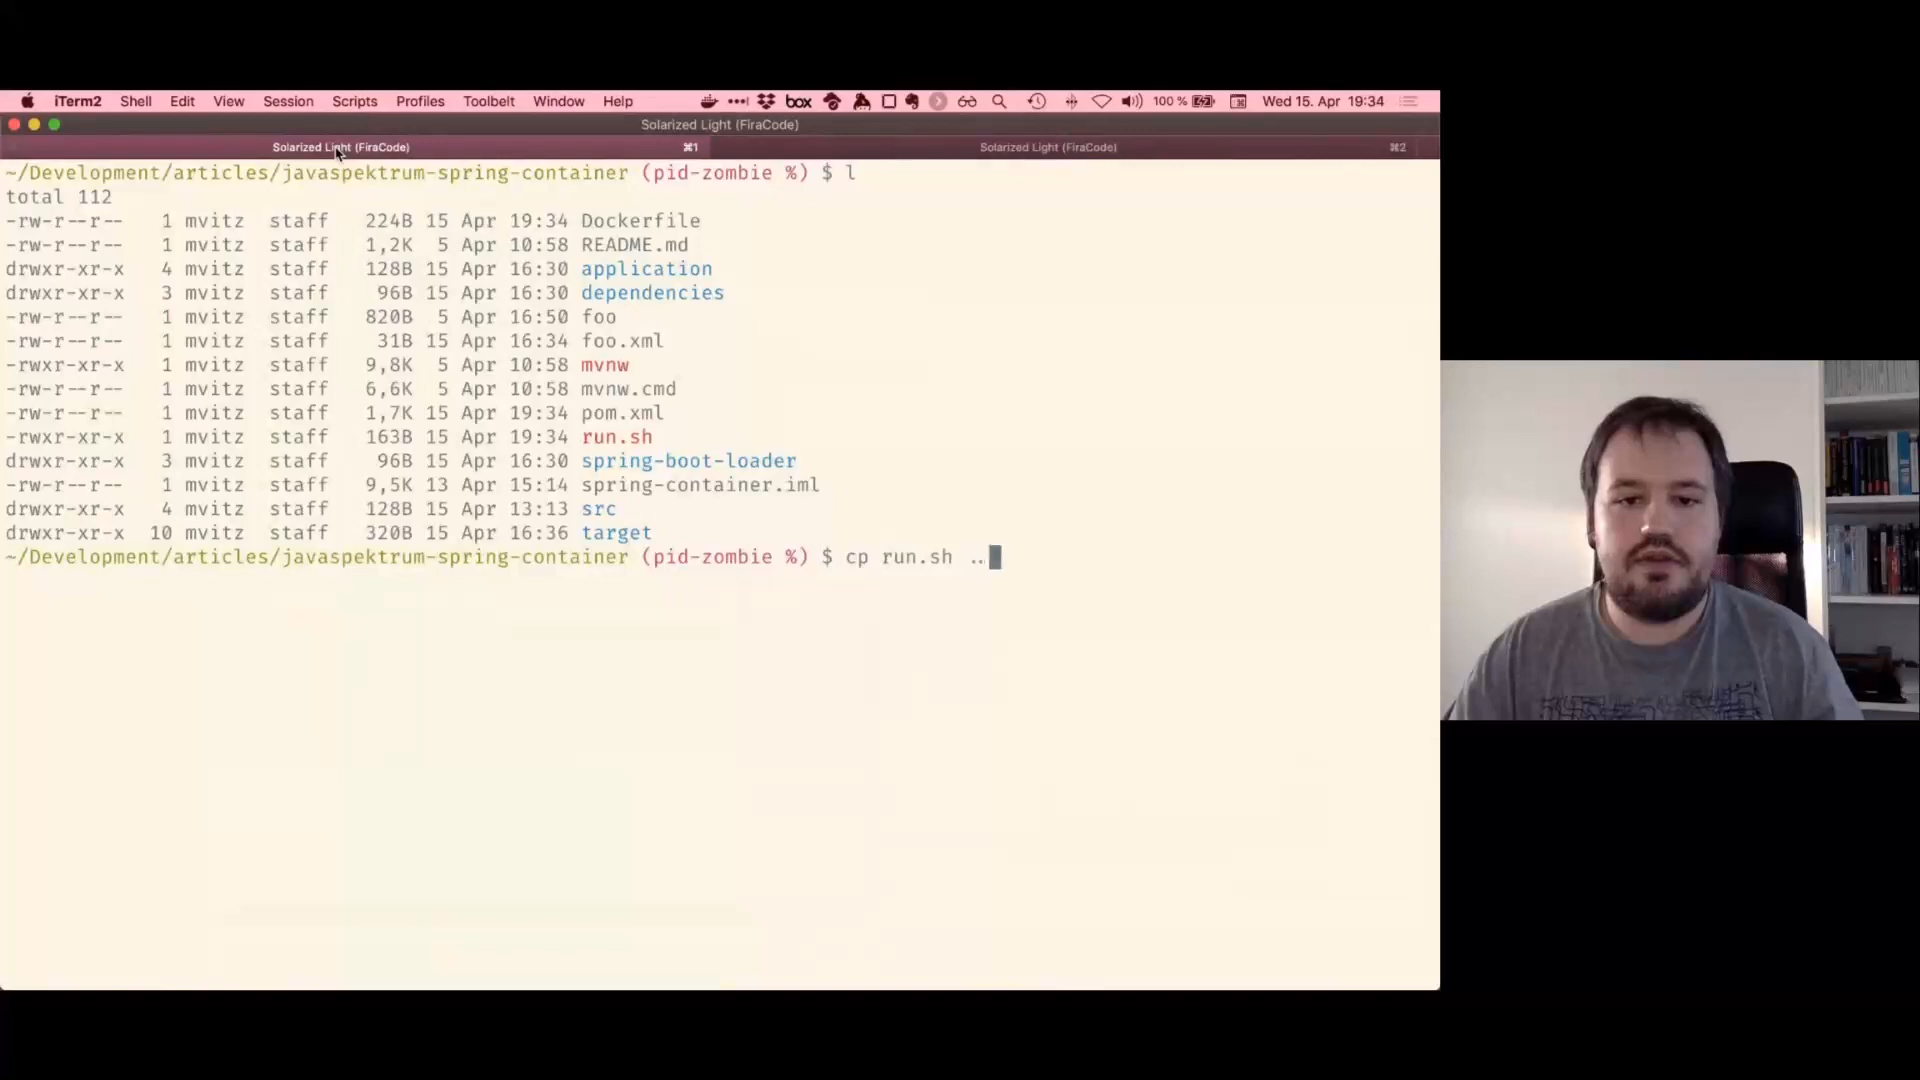 iTerm2 Shell Edit View Session Scripts Profiles Toolbelt Window Help box 100 % Wed 15. Apr 19:34
Solarized Light (FiraCode)
Solarized Light (FiraCode) ⌘1 Solarized Light (FiraCode) ⌘2
~/Development/articles/javaspektrum-spring-container (pid-zombie %) $ l
total 112
-rw-r--r-- 1 mvitz staff 224B 15 Apr 19:34 Dockerfile
-rw-r--r-- 1 mvitz staff 1,2K 5 Apr 10:58 README.md
drwxr-xr-x 4 mvitz staff 128B 15 Apr 16:30 application
drwxr-xr-x 3 mvitz staff 96B 15 Apr 16:30 dependencies
-rw-r--r-- 1 mvitz staff 820B 5 Apr 16:50 foo
-rw-r--r-- 1 mvitz staff 31B 15 Apr 16:34 foo.xml
-rwxr-xr-x 1 mvitz staff 9,8K 5 Apr 10:58 mvnw
-rw-r--r-- 1 mvitz staff 6,6K 5 Apr 10:58 mvnw.cmd
-rw-r--r-- 1 mvitz staff 1,7K 15 Apr 19:34 pom.xml
-rwxr-xr-x 1 mvitz staff 163B 15 Apr 19:34 run.sh
drwxr-xr-x 3 mvitz staff 96B 15 Apr 16:30 spring-boot-loader
-rw-r--r-- 1 mvitz staff 9,5K 13 Apr 15:14 spring-container.iml
drwxr-xr-x 4 mvitz staff 128B 15 Apr 13:13 src
drwxr-xr-x 10 mvitz staff 320B 15 Apr 16:36 target
~/Development/articles/javaspektrum-spring-container (pid-zombie %) $ cp run.sh ..